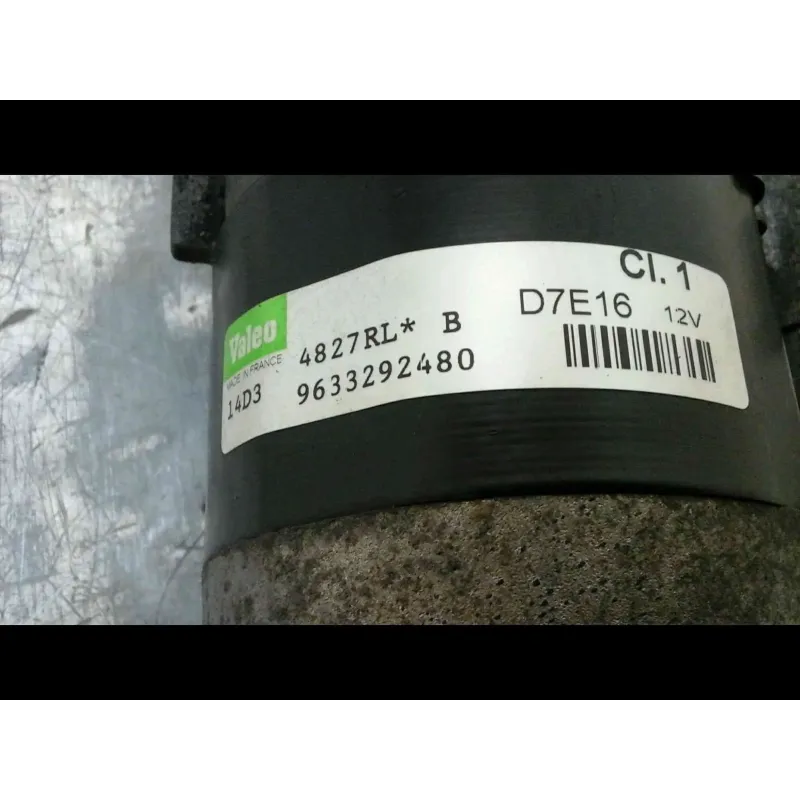 Valeo
MADE IN FRANCE
14D3
4827RL* B
9633292480
Cl. 1
D7E16 12V